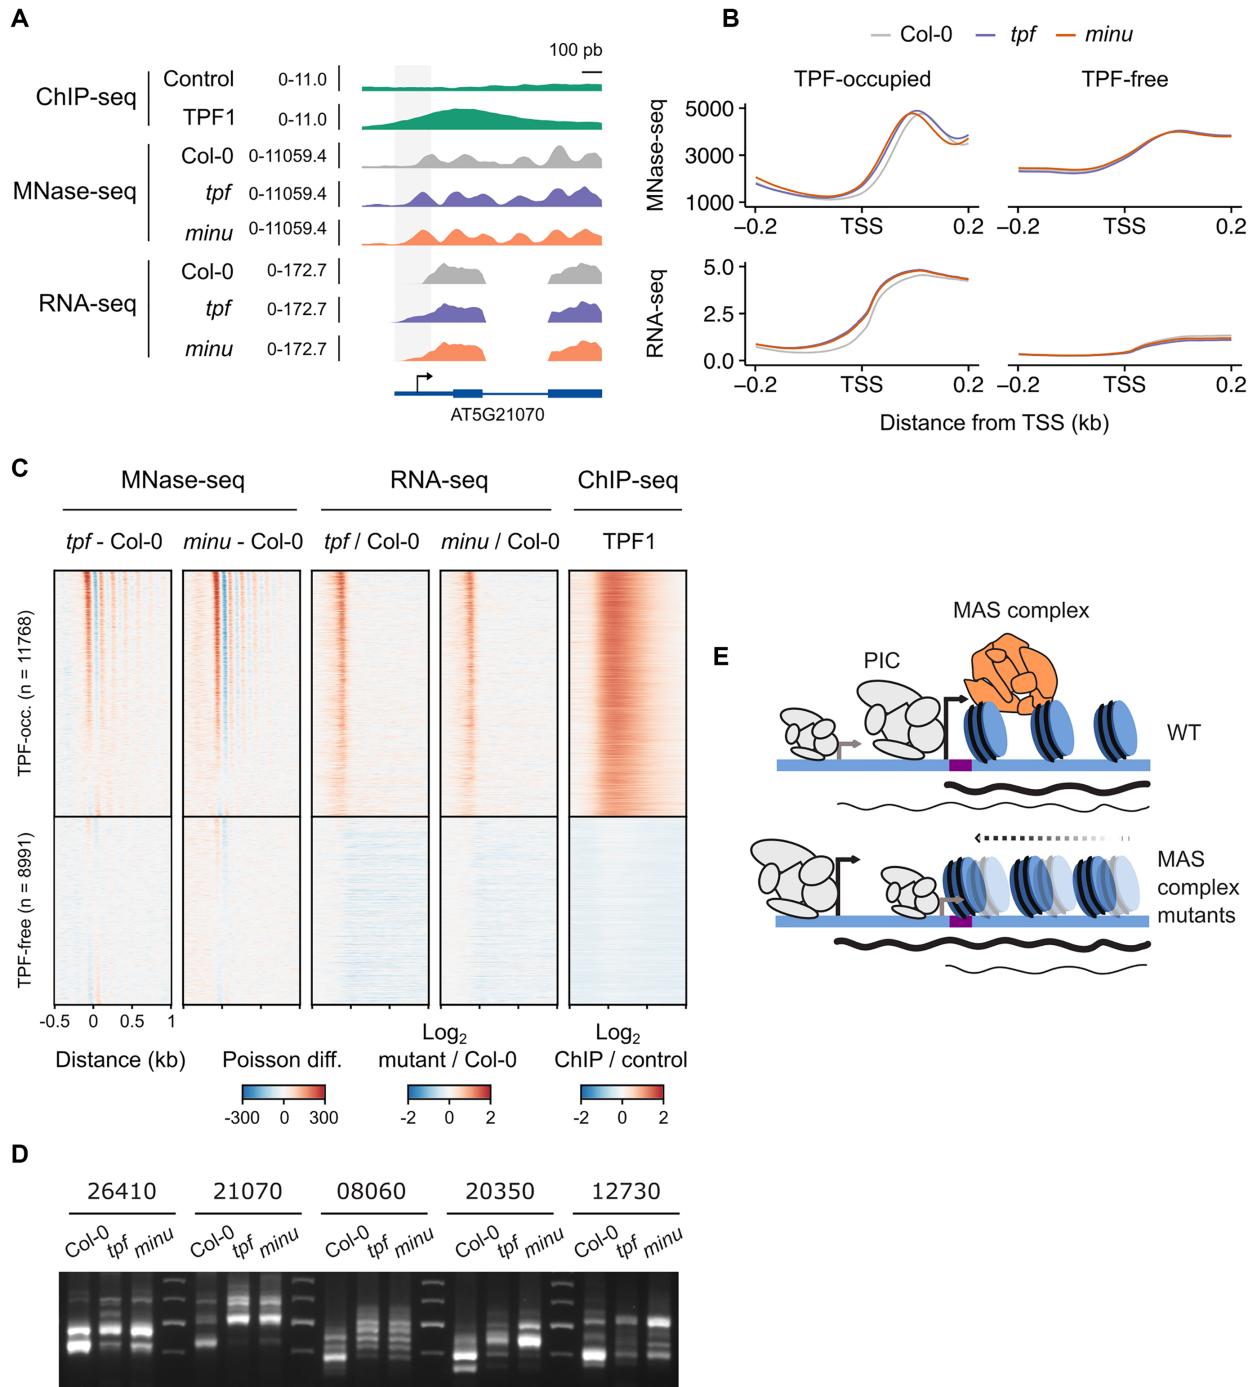 A
100 pb
ChIP-seq
Control 0-11.0
TPF1 0-11.0
MNase-seq
Col-0 0-11059.4
tpf 0-11059.4
minu 0-11059.4
RNA-seq
Col-0 0-172.7
tpf 0-172.7
minu 0-172.7
AT5G21070
B
Col-0 tpf minu
TPF-occupied TPF-free
MNase-seq
5000
3000
1000
−0.2 TSS 0.2 −0.2 TSS 0.2
RNA-seq
5.0
2.5
0.0
−0.2 TSS 0.2 −0.2 TSS 0.2
Distance from TSS (kb)
C
MNase-seq RNA-seq ChIP-seq
tpf - Col-0 minu - Col-0 tpf / Col-0 minu / Col-0 TPF1
TPF-occ. (n = 11768)
TPF-free (n = 8991)
-0.5 0 0.5 1
Distance (kb)
Poisson diff.
-300 0 300
Log2
mutant / Col-0
-2 0 2
Log2
ChIP / control
-2 0 2
D
26410 21070 08060 20350 12730
Col-0 tpf minu Col-0 tpf minu Col-0 tpf minu Col-0 tpf minu Col-0 tpf minu
E
MAS complex
PIC
WT
MAS
complex
mutants